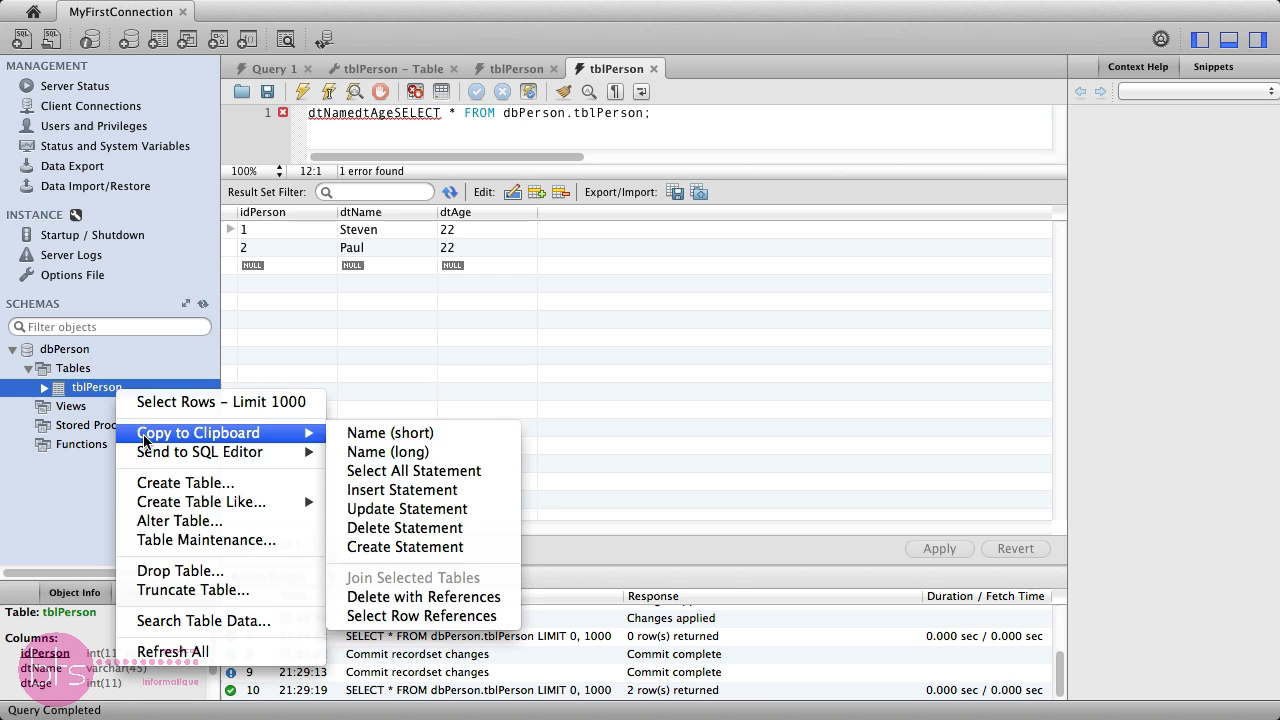 MyFirstConnection
MANAGEMENT
Server Status
Client Connections
Users and Privileges
Status and System Variables
Data Export
Data Import/Restore
INSTANCE
Startup / Shutdown
Server Logs
Options File
SCHEMAS
Filter objects
dbPerson
Tables
tblPerson
Views
Stored Proc
Functions
Object Info
Table: tblPerson
Columns:
idPerson int(11
dtName varchar(45)
dtAge int(11)
Informatique
Query Completed
Query 1
tblPerson - Table
tblPerson
tblPerson
1 dtNamedtAgeSELECT * FROM dbPerson.tblPerson;
100% 12:1 1 error found
Result Set Filter: Edit: Export/Import:
idPerson dtName dtAge
1 Steven 22
2 Paul 22
NULL NULL NULL
Select Rows - Limit 1000
Copy to Clipboard
Send to SQL Editor
Create Table...
Create Table Like...
Alter Table...
Table Maintenance...
Drop Table...
Truncate Table...
Search Table Data...
Refresh All
Name (short)
Name (long)
Select All Statement
Insert Statement
Update Statement
Delete Statement
Create Statement
Join Selected Tables
Delete with References
Select Row References
Apply Revert
Response Duration / Fetch Time
Changes applied
SELECT * FROM dbPerson.tblPerson LIMIT 0, 1000 0 row(s) returned 0.000 sec / 0.000 sec
Commit recordset changes Commit complete
9 21:29:13 Commit recordset changes Commit complete
10 21:29:19 SELECT * FROM dbPerson.tblPerson LIMIT 0, 1000 2 row(s) returned 0.000 sec / 0.000 sec
Context Help Snippets